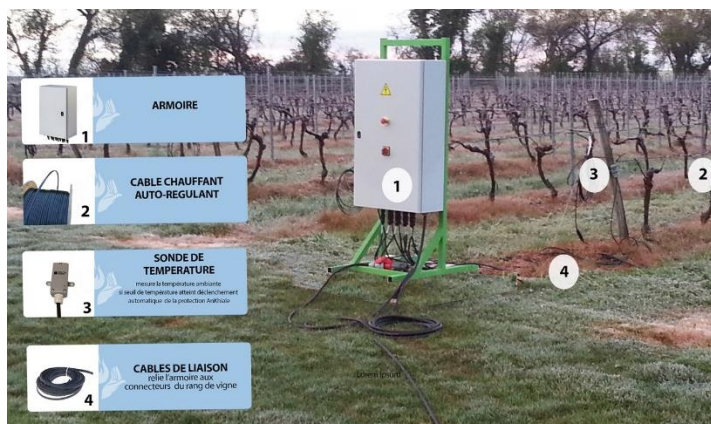 ARMOIRE
1
CABLE CHAUFFANT
AUTO-REGULANT
2
SONDE DE
TEMPERATURE
mesure la température ambiante
si seuil de température atteint déclenchement
automatique de la protection
3
CABLES DE LIAISON
relie l'armoire aux
connecteurs du rang de vigne
4
1
3
2
4
Lorem Ipsum